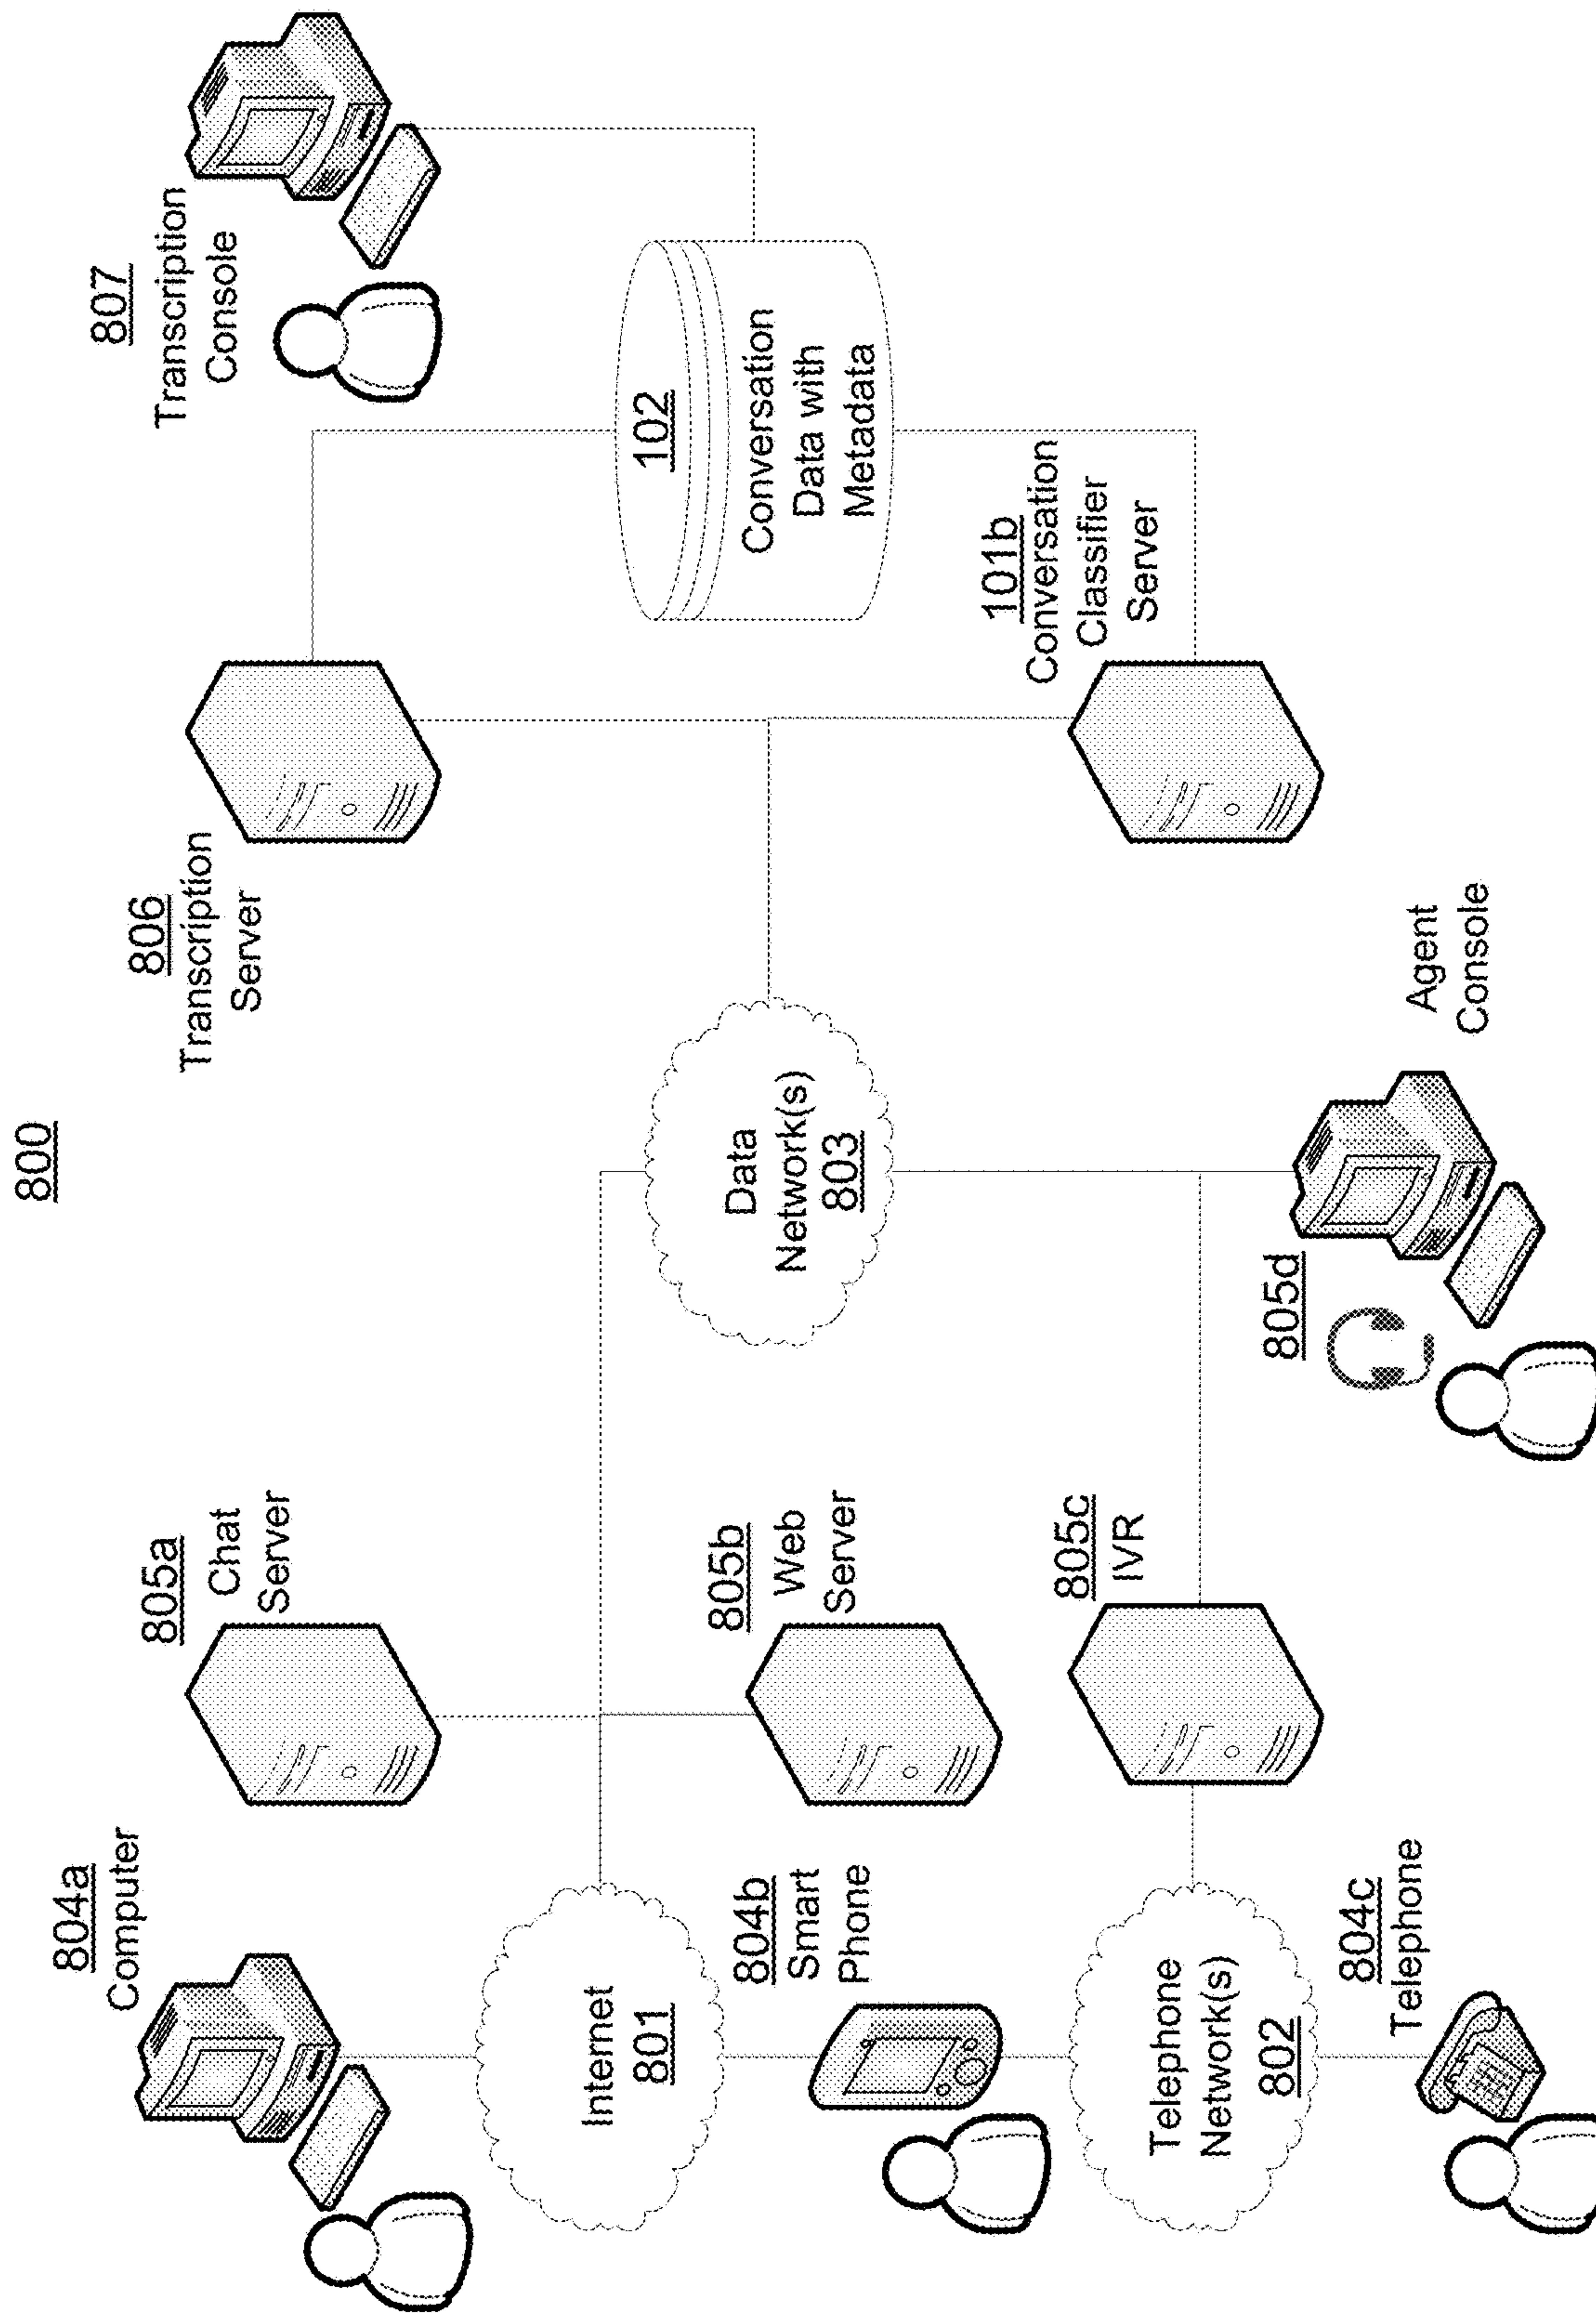 800
804a
Computer
Internet
801
804b
Smart
Phone
Telephone
Network(s)
802
804c
Telephone
805a
Chat
Server
805b
Web
Server
805c
IVR
Data
Network(s)
803
805d
Agent
Console
806
Transcription
Server
101b
Conversation
Classifier
Server
102
Conversation
Data with
Metadata
807
Transcription
Console